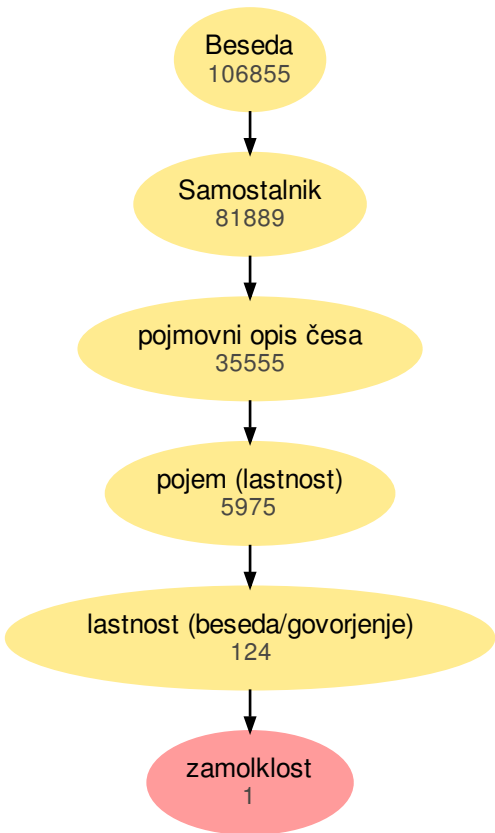 Beseda
106855
Samostalnik
81889
pojmovni opis česa
35555
pojem (lastnost)
5975
lastnost (beseda/govorjenje)
124
zamolklost
1